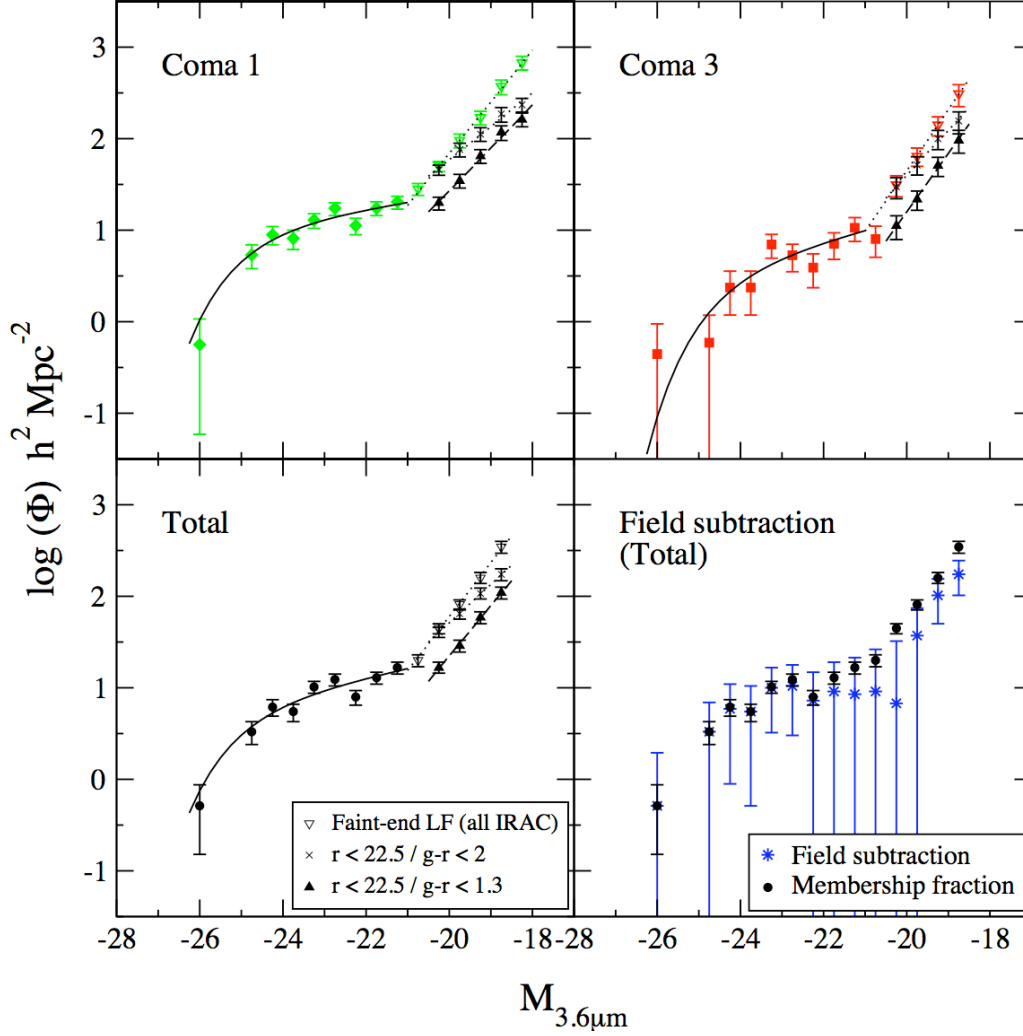 3
2
1
0
-1
Coma 1
Coma 3
3
2
1
0
-1
Total
Field subtraction
(Total)
Faint-end LF (all IRAC)
r < 22.5 / g-r < 2
r < 22.5 / g-r < 1.3
Field subtraction
Membership fraction
-28 -26 -24 -22 -20 -18 -28 -26 -24 -22 -20 -18
log (Φ) h² Mpc⁻²
M3.6μm